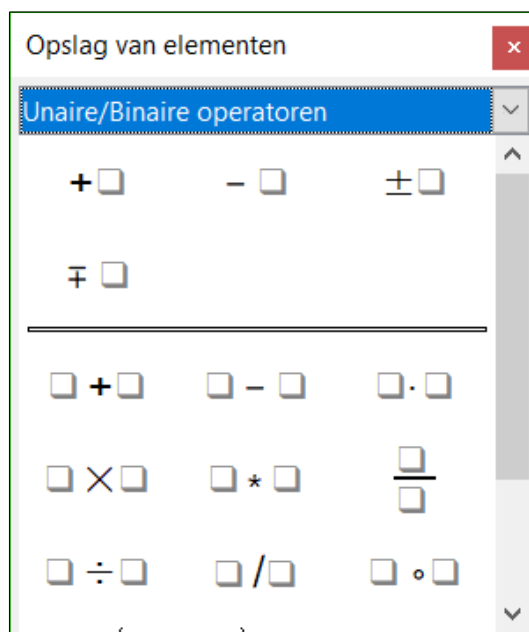 Opslag van elementen ×
Unaire/Binaire operatoren
+□ − □ ±□
∓ □
□ +□ □ − □ □·□
□ ×□ □ * □ □/□
□ ÷□ □ /□ □ ∘□